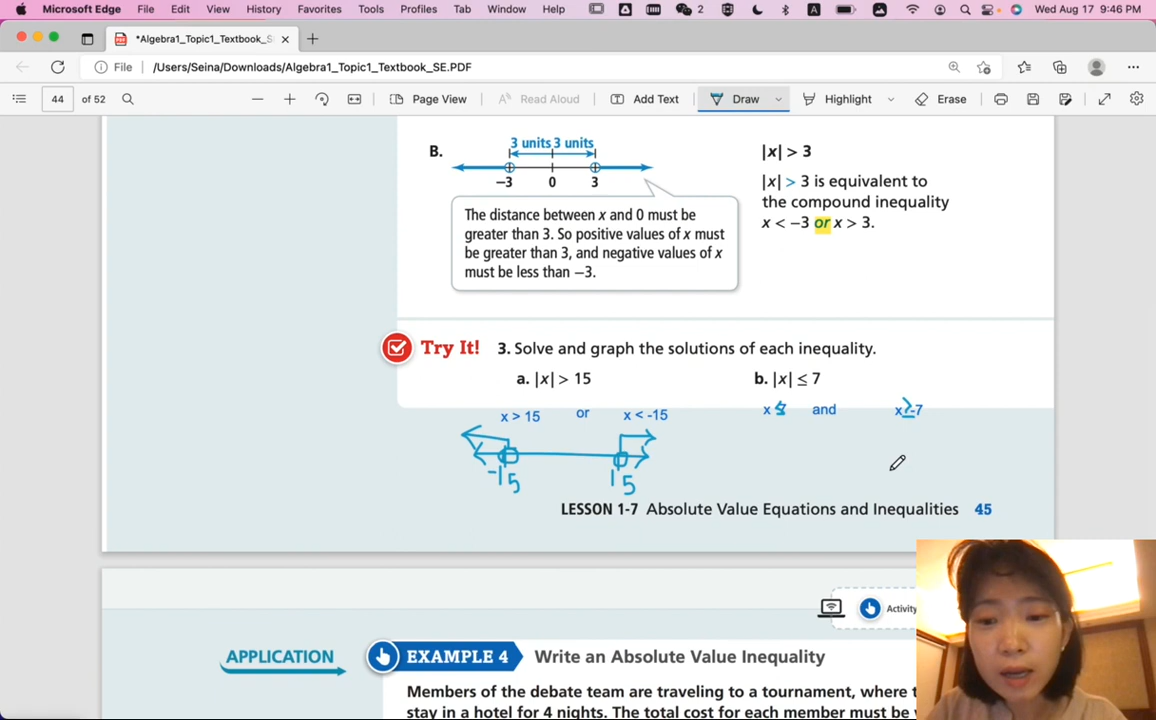 Microsoft Edge File Edit View History Favorites Tools Profiles Tab Window Help 2 A Wed Aug 17 9:46 PM
*Algebra1_Topic1_Textbook_S
File /Users/Seina/Downloads/Algebra1_Topic1_Textbook_SE.PDF
44 of 52 Page View Read Aloud Add Text Draw Highlight Erase
3 units 3 units
B.
−3 0 3
The distance between x and 0 must be
greater than 3. So positive values of x must
be greater than 3, and negative values of x
must be less than −3.
|x| > 3
|x| > 3 is equivalent to
the compound inequality
x < −3 or x > 3.
Try It! 3. Solve and graph the solutions of each inequality.
a. |x| > 15 b. |x| ≤ 7
x > 15 or x < -15
x and x≥-7
-15 15
LESSON 1-7 Absolute Value Equations and Inequalities 45
Activity
APPLICATION EXAMPLE 4 Write an Absolute Value Inequality
Members of the debate team are traveling to a tournament, where
stay in a hotel for 4 nights. The total cost for each member must be